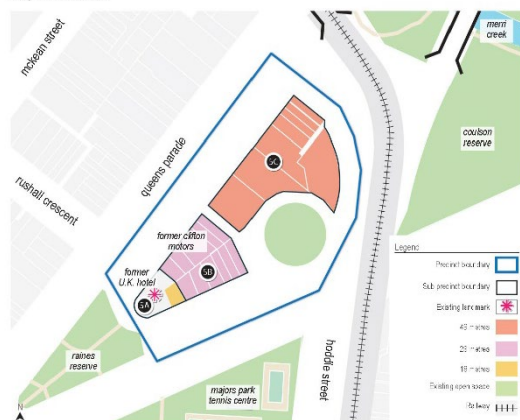 merri
creek
mckean street
coulson
reserve
queens parade
5C
rushall crescent
former clifton
motors
5B
former
U.K. hotel
5A
Legend
Precinct boundary
Sub precinct boundary
Existing landmark
49 metres
28 metres
18 metres
Existing open space
Railway
raines
reserve
hoddle street
majors park
tennis centre
N